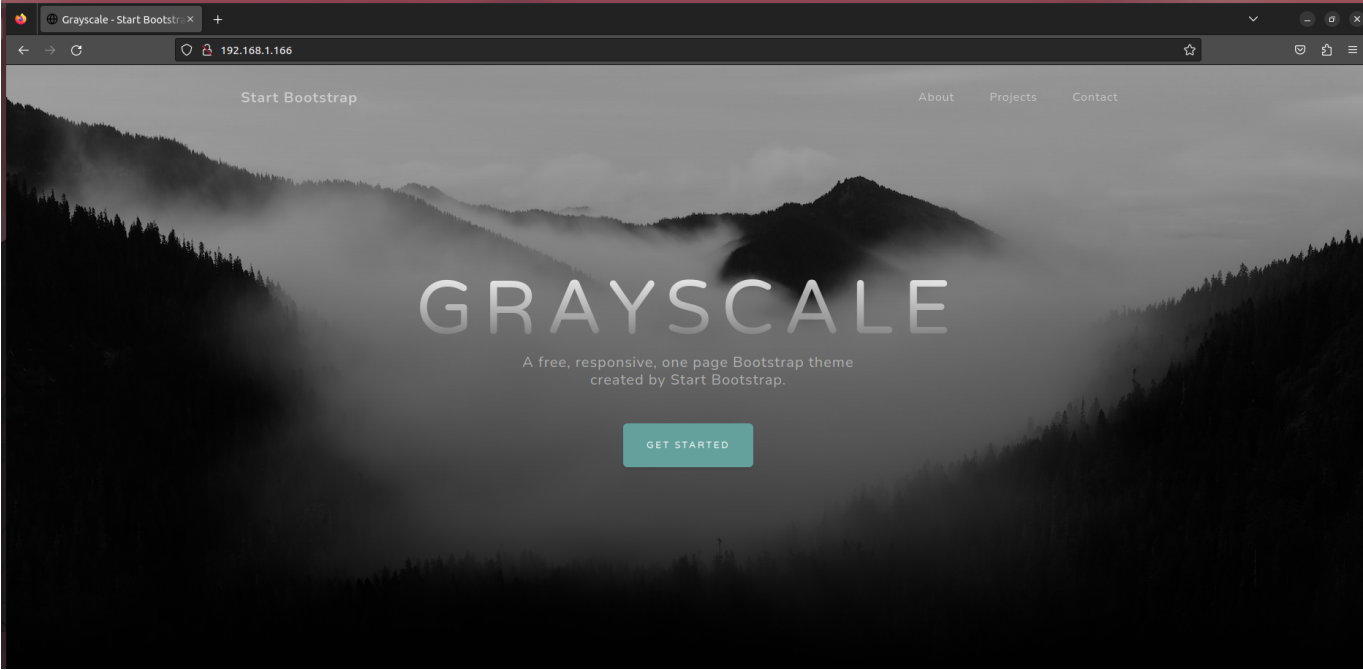 Grayscale - Start Bootstra
192.168.1.166
Start Bootstrap
About
Projects
Contact
GRAYSCALE
A free, responsive, one page Bootstrap theme
created by Start Bootstrap.
GET STARTED